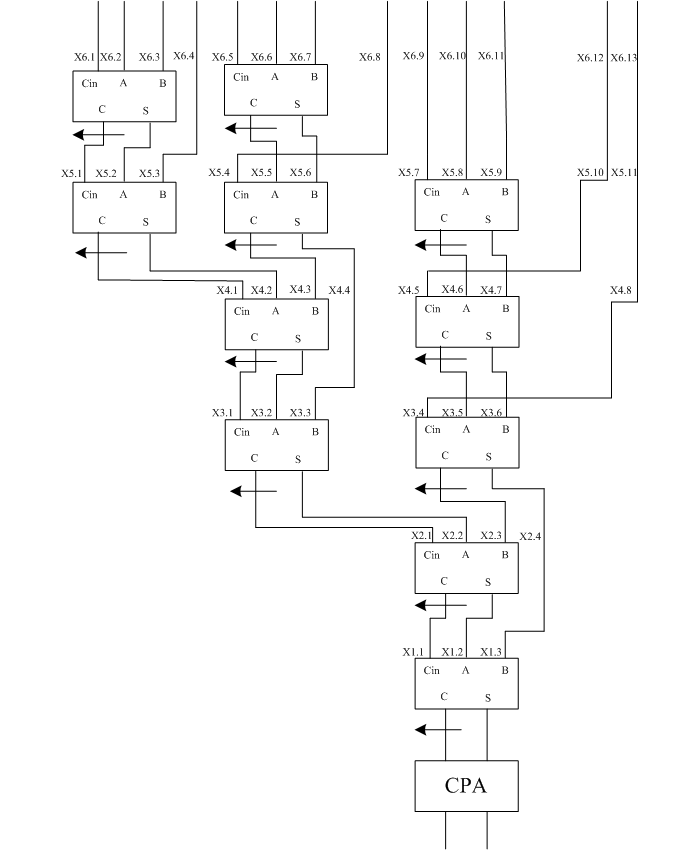 X6.1 X6.2 X6.3 X6.4 X6.5 X6.6 X6.7 X6.8 X6.9 X6.10 X6.11 X6.12 X6.13
Cin A B Cin A B
C S C S
X5.1 X5.2 X5.3 X5.4 X5.5 X5.6 X5.7 X5.8 X5.9 X5.10 X5.11
Cin A B Cin A B Cin A B
C S C S C S
X4.1 X4.2 X4.3 X4.4 X4.5 X4.6 X4.7 X4.8
Cin A B Cin A B
C S C S
X3.1 X3.2 X3.3 X3.4 X3.5 X3.6
Cin A B Cin A B
C S C S
X2.1 X2.2 X2.3 X2.4
Cin A B
C S
X1.1 X1.2 X1.3
Cin A B
C S
CPA